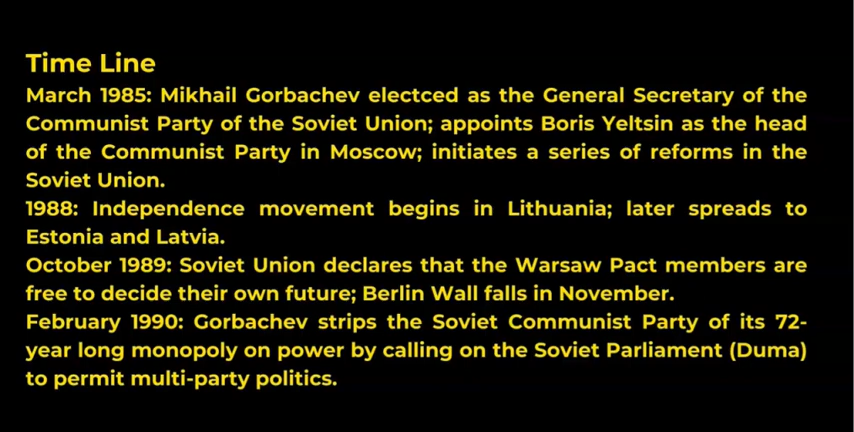 Time Line
March 1985: Mikhail Gorbachev electced as the General Secretary of the
Communist Party of the Soviet Union; appoints Boris Yeltsin as the head
of the Communist Party in Moscow; initiates a series of reforms in the
Soviet Union.
1988: Independence movement begins in Lithuania; later spreads to
Estonia and Latvia.
October 1989: Soviet Union declares that the Warsaw Pact members are
free to decide their own future; Berlin Wall falls in November.
February 1990: Gorbachev strips the Soviet Communist Party of its 72-
year long monopoly on power by calling on the Soviet Parliament (Duma)
to permit multi-party politics.